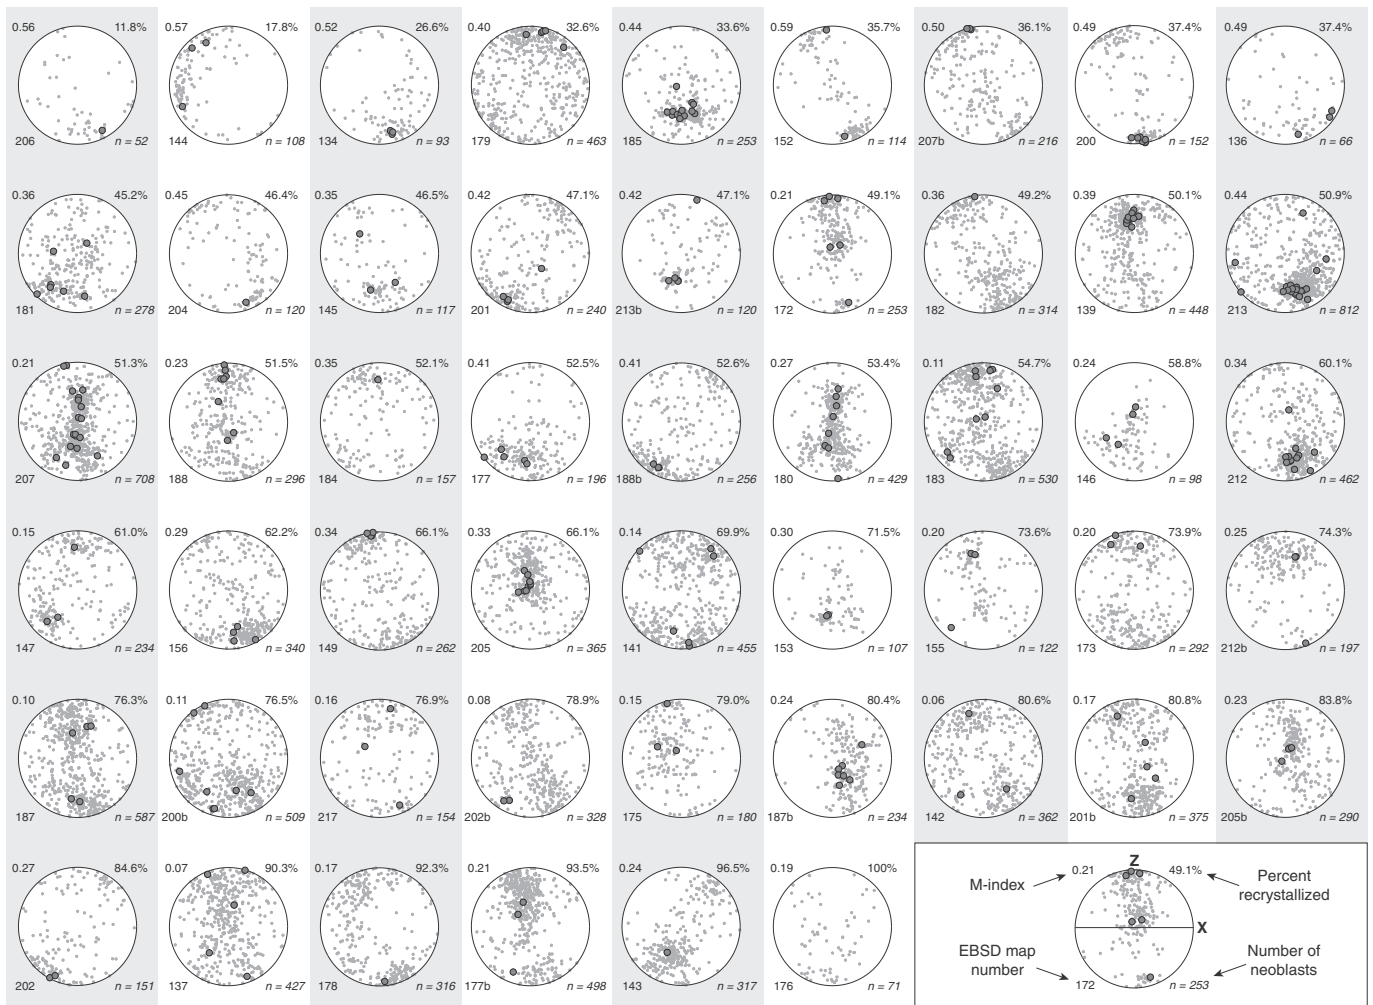 0.56 11.8% 0.57 17.8% 0.52 26.6% 0.40 32.6% 0.44 33.6% 0.59 35.7% 0.50 36.1% 0.49 37.4% 0.49 37.4%
206 n = 52 144 n = 108 134 n = 93 179 n = 463 185 n = 253 152 n = 114 207b n = 216 200 n = 152 136 n = 66
0.36 45.2% 0.45 46.4% 0.35 46.5% 0.42 47.1% 0.42 47.1% 0.21 49.1% 0.36 49.2% 0.39 50.1% 0.44 50.9%
181 n = 278 204 n = 120 145 n = 117 201 n = 240 213b n = 120 172 n = 253 182 n = 314 139 n = 448 213 n = 812
0.21 51.3% 0.23 51.5% 0.35 52.1% 0.41 52.5% 0.41 52.6% 0.27 53.4% 0.11 54.7% 0.24 58.8% 0.34 60.1%
207 n = 708 188 n = 296 184 n = 157 177 n = 196 188b n = 256 180 n = 429 183 n = 530 146 n = 98 212 n = 462
0.15 61.0% 0.29 62.2% 0.34 66.1% 0.33 66.1% 0.14 69.9% 0.30 71.5% 0.20 73.6% 0.20 73.9% 0.25 74.3%
147 n = 234 156 n = 340 149 n = 262 205 n = 365 141 n = 455 153 n = 107 155 n = 122 173 n = 292 212b n = 197
0.10 76.3% 0.11 76.5% 0.16 76.9% 0.08 78.9% 0.15 79.0% 0.24 80.4% 0.06 80.6% 0.17 80.8% 0.23 83.8%
187 n = 587 200b n = 509 217 n = 154 202b n = 328 175 n = 180 187b n = 234 142 n = 362 201b n = 375 205b n = 290
0.27 84.6% 0.07 90.3% 0.17 92.3% 0.21 93.5% 0.24 96.5% 0.19 100%
202 n = 151 137 n = 427 178 n = 316 177b n = 498 143 n = 317 176 n = 71
Z
0.21 49.1%
M-index
Percent
recrystallized
X
EBSD map
number
Number of
neoblasts
172 n = 253